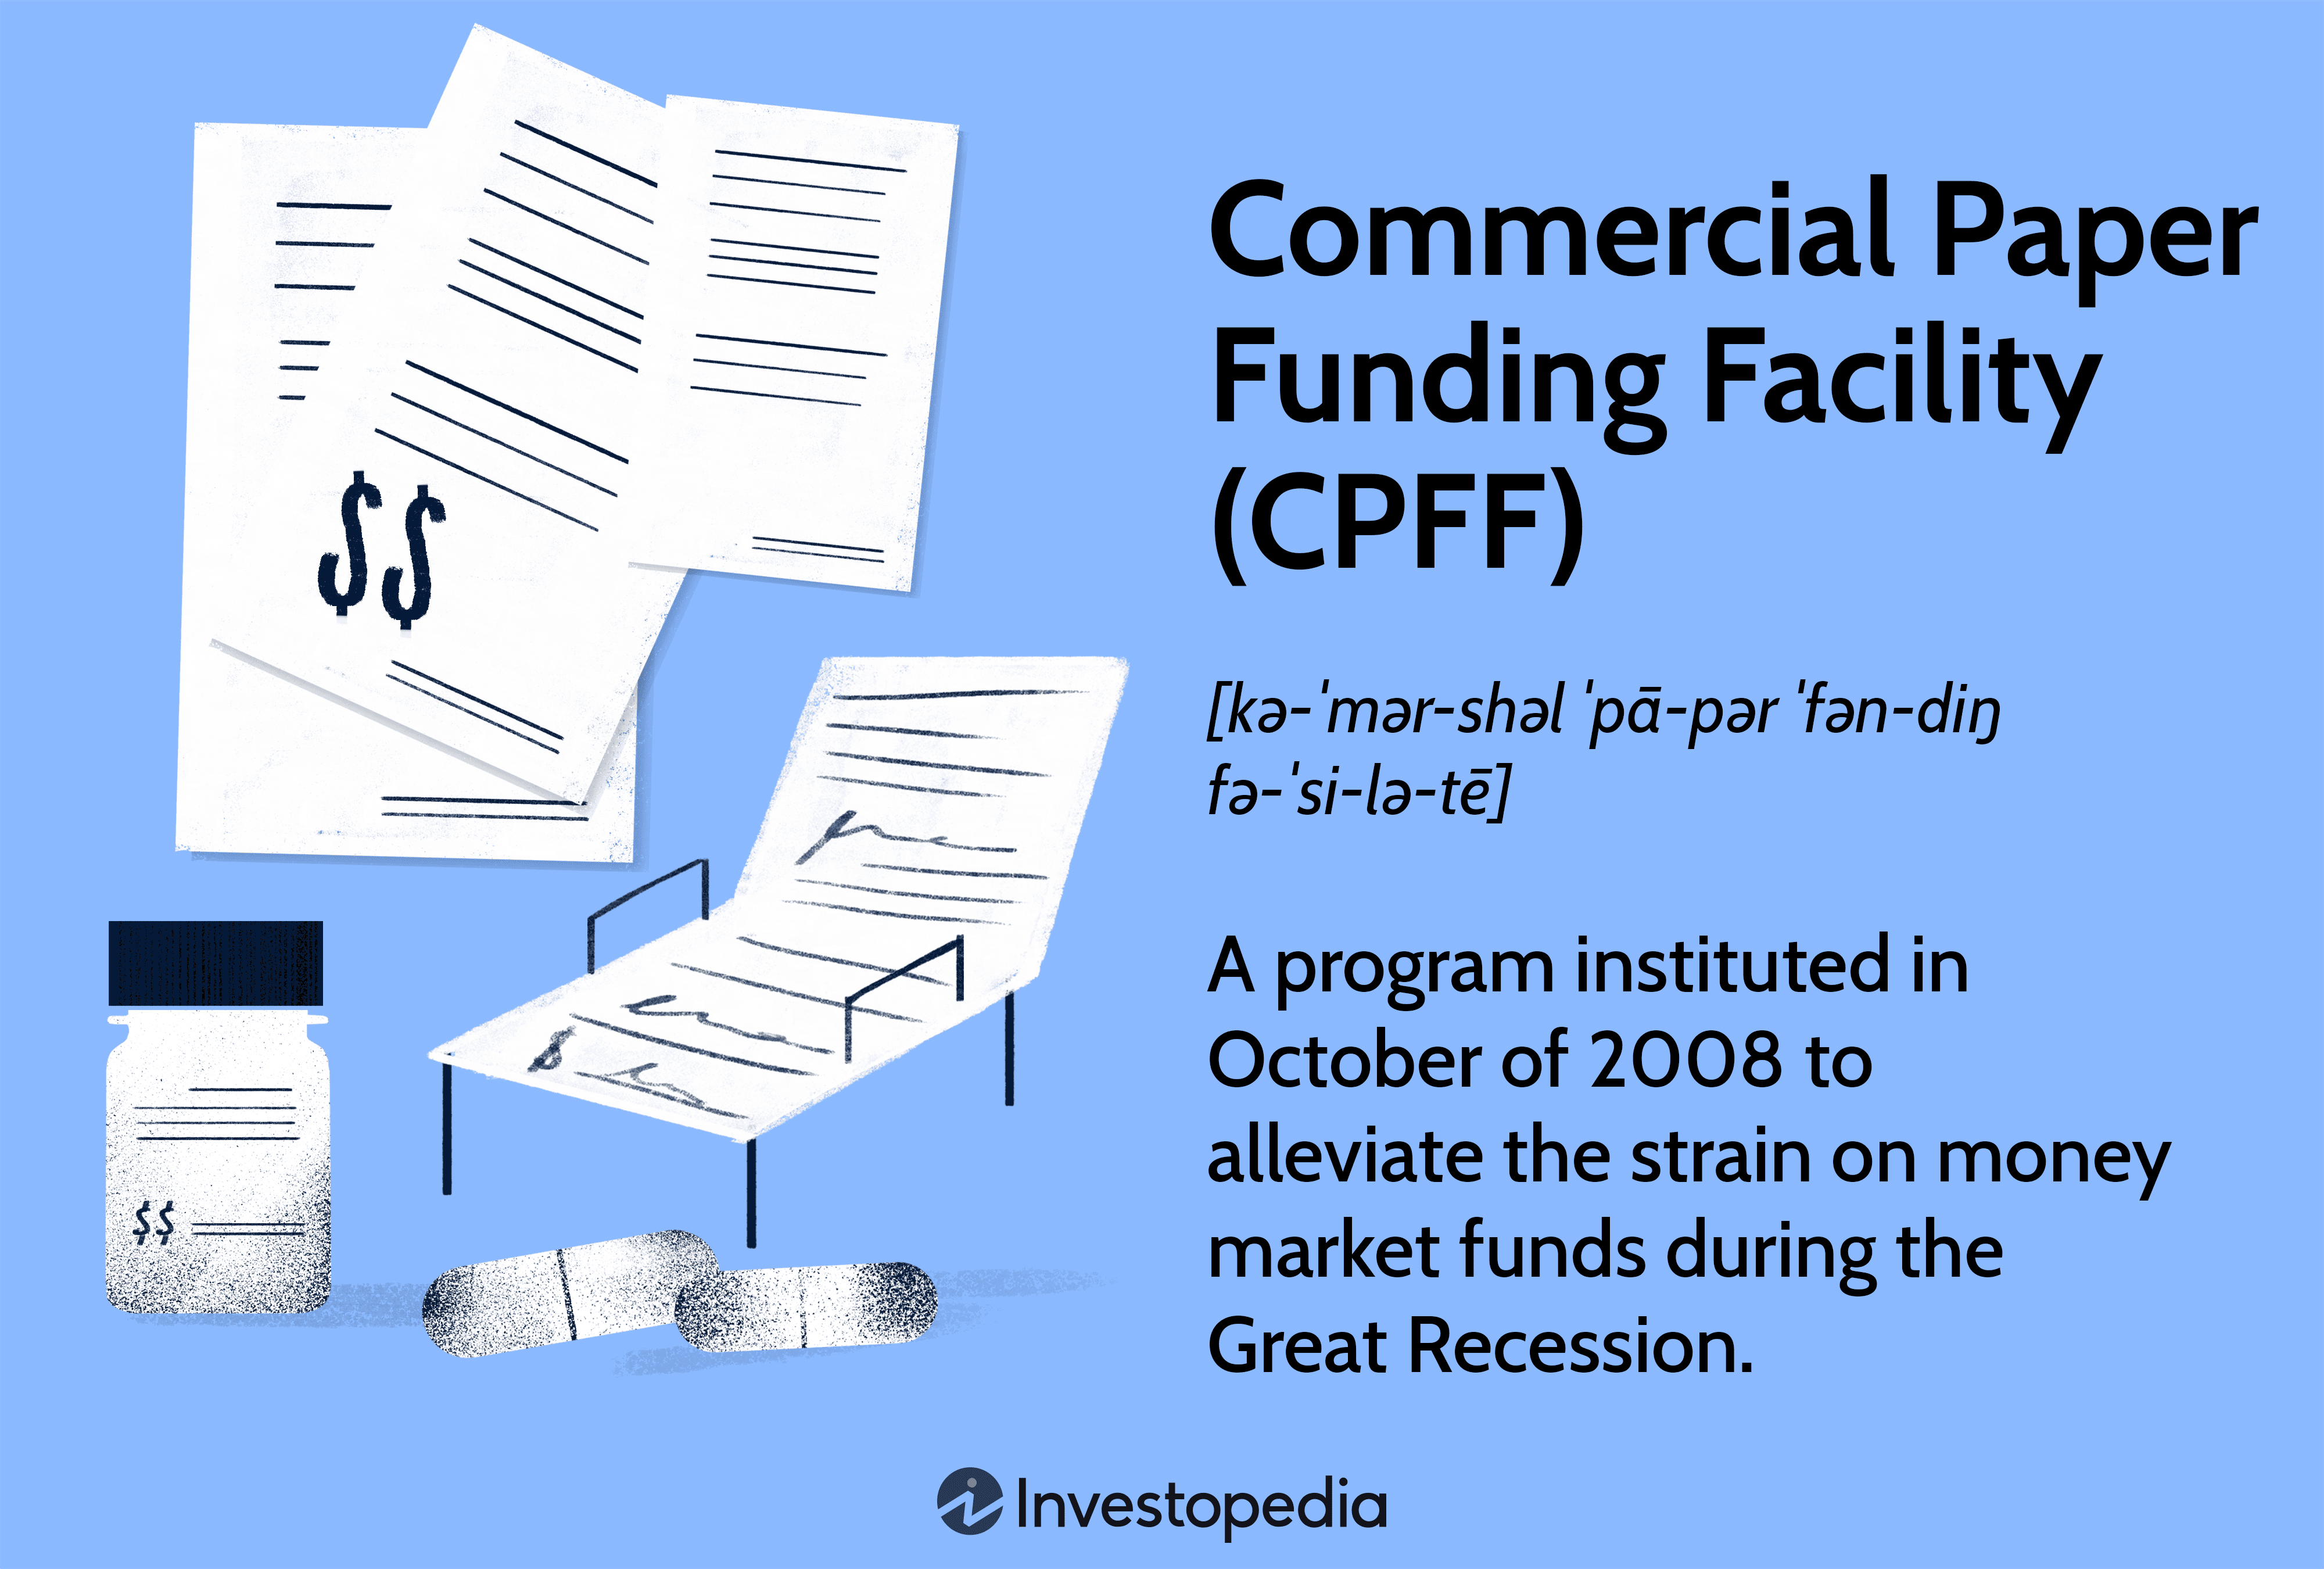 Commercial Paper
Funding Facility
(CPFF)
[kə-ˈmər-shəl ˈpā-pər ˈfən-diŋ
fə-ˈsi-lə-tē]
A program instituted in
October of 2008 to
alleviate the strain on money
market funds during the
Great Recession.
$$
$
$$
Investopedia